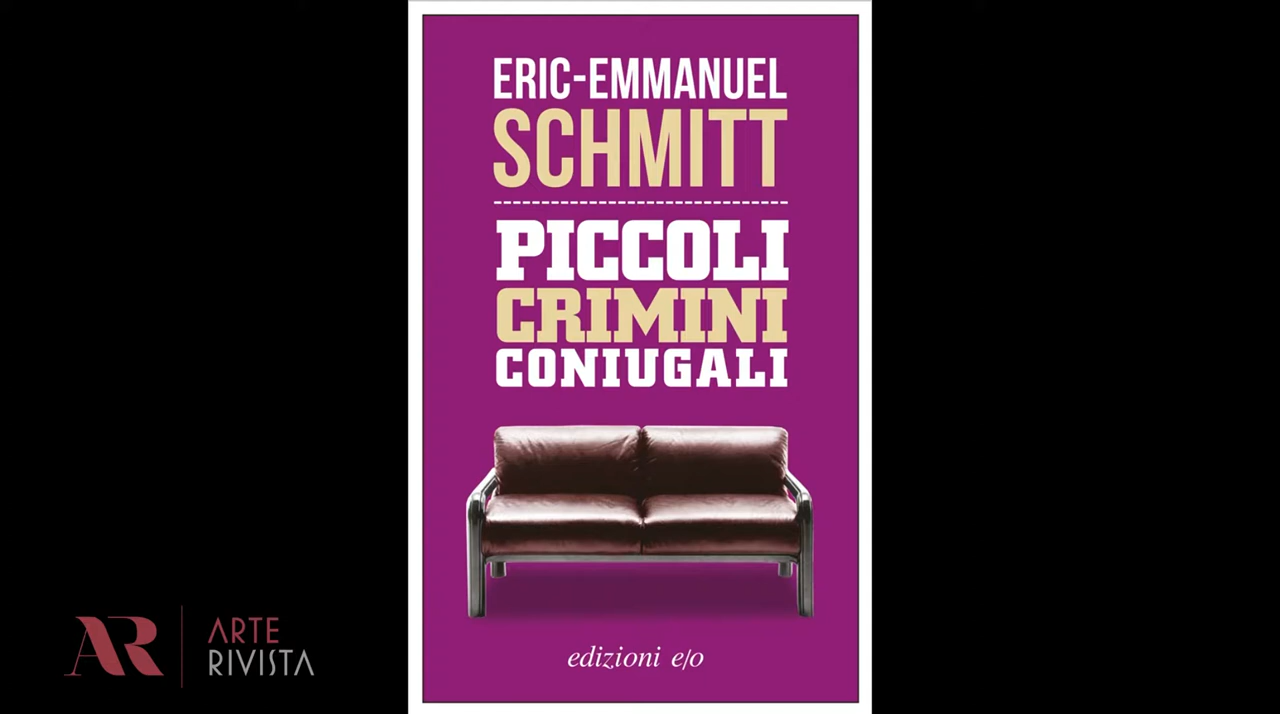 ERIC-EMMANUEL
SCHMITT
PICCOLI
CRIMINI
CONIUGALI
edizioni e/o
AR
ARTE
RIVISTA